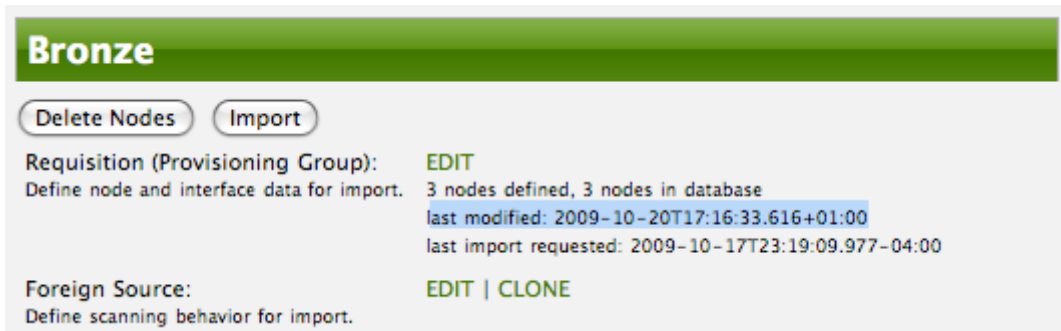 Bronze
Delete Nodes Import
Requisition (Provisioning Group): EDIT
Define node and interface data for import. 3 nodes defined, 3 nodes in database
last modified: 2009-10-20T17:16:33.616+01:00
last import requested: 2009-10-17T23:19:09.977-04:00
Foreign Source: EDIT | CLONE
Define scanning behavior for import.